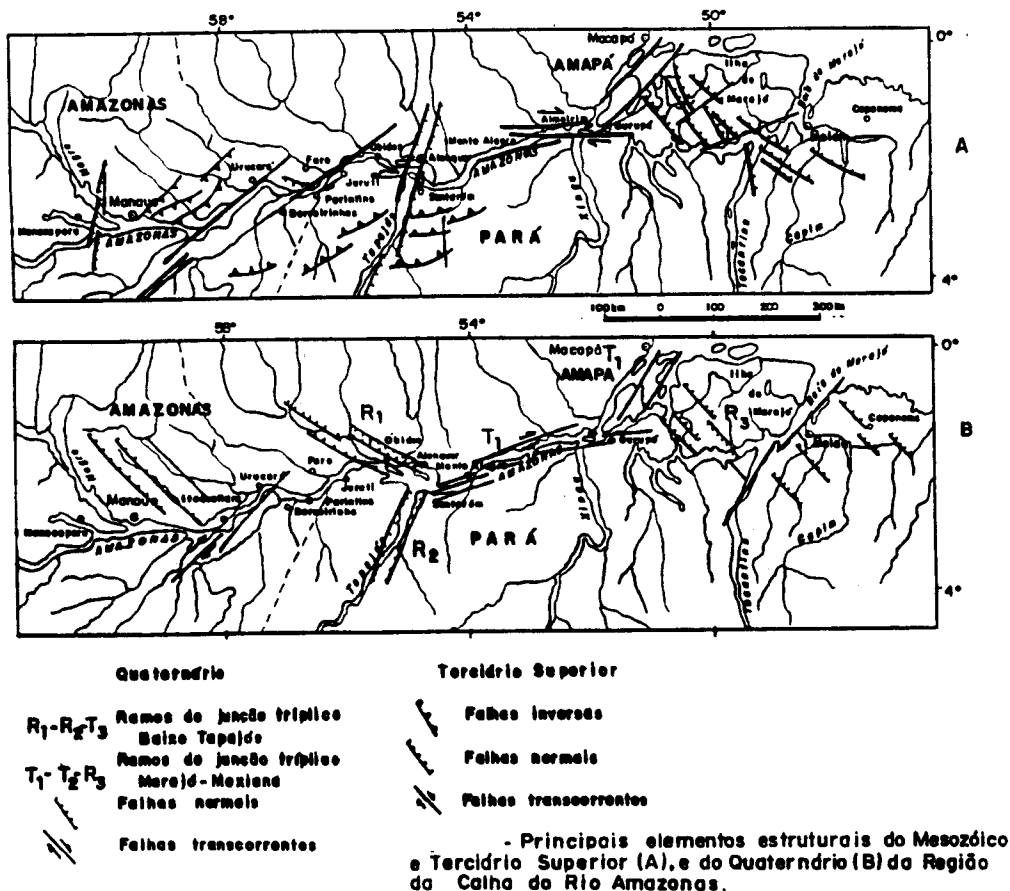 58°
54°
50°
0°
Macapá
AMAPÁ
Ilha
de
Marajó
Capanema
Belém
AMAZONAS
Negro
Almeirim
Gurupá
Monte Alegre
Óbidos
Faro
Alenquer
Urucará
Juruti
Parintins
Santarém
Manaus
Manacapuru
AMAZONAS
AMAZONAS
Tapajós
PARÁ
Xingu
Tocantins
Capim
A
4°
100km 0 100 200 300km
58°
54°
50°
0°
Macapá
T1
AMAPÁ
Ilha
de
Marajó
R3
Baía de Marajó
Capanema
Belém
AMAZONAS
Negro
R1
T1
Óbidos
Gurupá
Alenquer
Monte Alegre
Faro
Juruti
Parintins
Santarém
Manaus
Manacapuru
AMAZONAS
AMAZONAS
Tapajós
R2
PARÁ
Xingu
Tocantins
Capim
B
4°
Quaternário
R1-R2-T3 Ramos do junção tríplice
Baixo Tapajós
T1-T2-R3 Ramos do junção tríplice
Marajó-Mexiana
Falhas normais
Falhas transcorrentes
Terciário Superior
Falhas inversas
Falhas normais
Falhas transcorrentes
- Principais elementos estruturais do Mesozóico
e Terciário Superior (A), e do Quaternário (B) da Região
da Calha do Rio Amazonas.